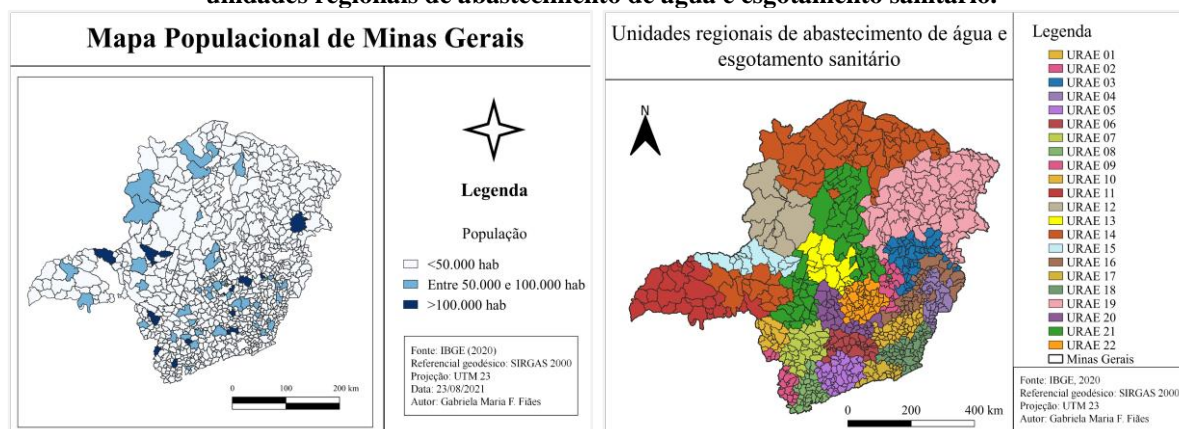 unidades regionais de abastecimento de água e esgotamento sanitário.
Mapa Populacional de Minas Gerais
Legenda
População
<50.000 hab
Entre 50.000 e 100.000 hab
>100.000 hab
Fonte: IBGE (2020)
Referencial geodésico: SIRGAS 2000
Projeção: UTM 23
Data: 23/08/2021
Autor: Gabriela Maria F. Fiães
0 100 200 km
Unidades regionais de abastecimento de água e
esgotamento sanitário
N
0 200 400 km
Legenda
URAE 01
URAE 02
URAE 03
URAE 04
URAE 05
URAE 06
URAE 07
URAE 08
URAE 09
URAE 10
URAE 11
URAE 12
URAE 13
URAE 14
URAE 15
URAE 16
URAE 17
URAE 18
URAE 19
URAE 20
URAE 21
URAE 22
Minas Gerais
Fonte: IBGE, 2020
Referencial geodésico: SIRGAS 2000
Projeção: UTM 23
Autor: Gabriela Maria F. Fiães